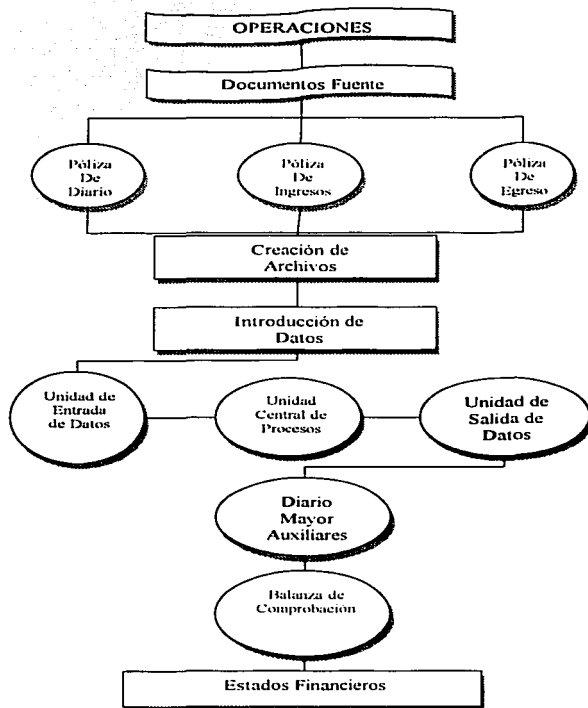 OPERACIONES
Documentos Fuente
Póliza
De
Diario
Póliza
De
Ingresos
Póliza
De
Egreso
Creación de
Archivos
Introducción de
Datos
Unidad de
Entrada
de Datos
Unidad
Central de
Procesos
Unidad de
Salida de
Datos
Diario
Mayor
Auxiliares
Balanza de
Comprobación
Estados Financieros